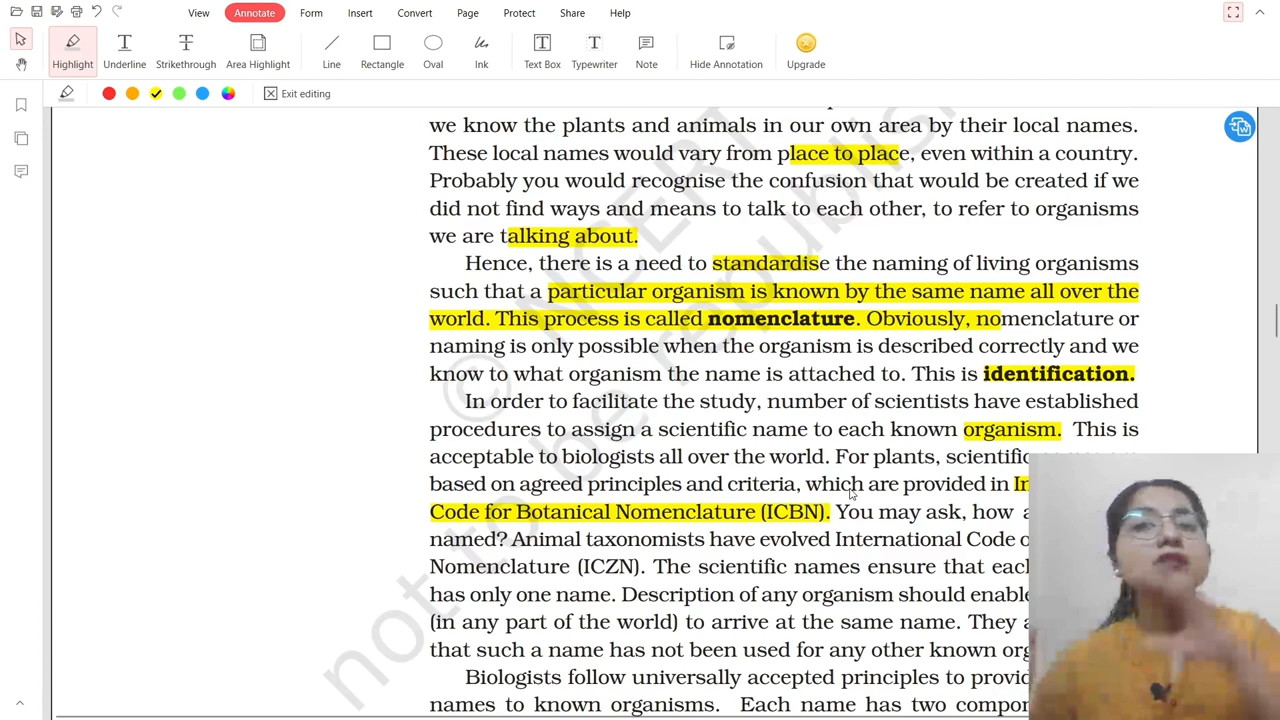 View Annotate Form Insert Convert Page Protect Share Help
Highlight Underline Strikethrough Area Highlight Line Rectangle Oval Ink Text Box Typewriter Note Hide Annotation Upgrade
Exit editing
we know the plants and animals in our own area by their local names.
These local names would vary from place to place, even within a country.
Probably you would recognise the confusion that would be created if we
did not find ways and means to talk to each other, to refer to organisms
we are talking about.
Hence, there is a need to standardise the naming of living organisms
such that a particular organism is known by the same name all over the
world. This process is called nomenclature. Obviously, nomenclature or
naming is only possible when the organism is described correctly and we
know to what organism the name is attached to. This is identification.
In order to facilitate the study, number of scientists have established
procedures to assign a scientific name to each known organism. This is
acceptable to biologists all over the world. For plants, scientific
based on agreed principles and criteria, which are provided in In
Code for Botanical Nomenclature (ICBN). You may ask, how a
named? Animal taxonomists have evolved International Code o
Nomenclature (ICZN). The scientific names ensure that eac
has only one name. Description of any organism should enable
(in any part of the world) to arrive at the same name. They a
that such a name has not been used for any other known org
Biologists follow universally accepted principles to provid
names to known organisms. Each name has two compon
© NCERT
not to be republish